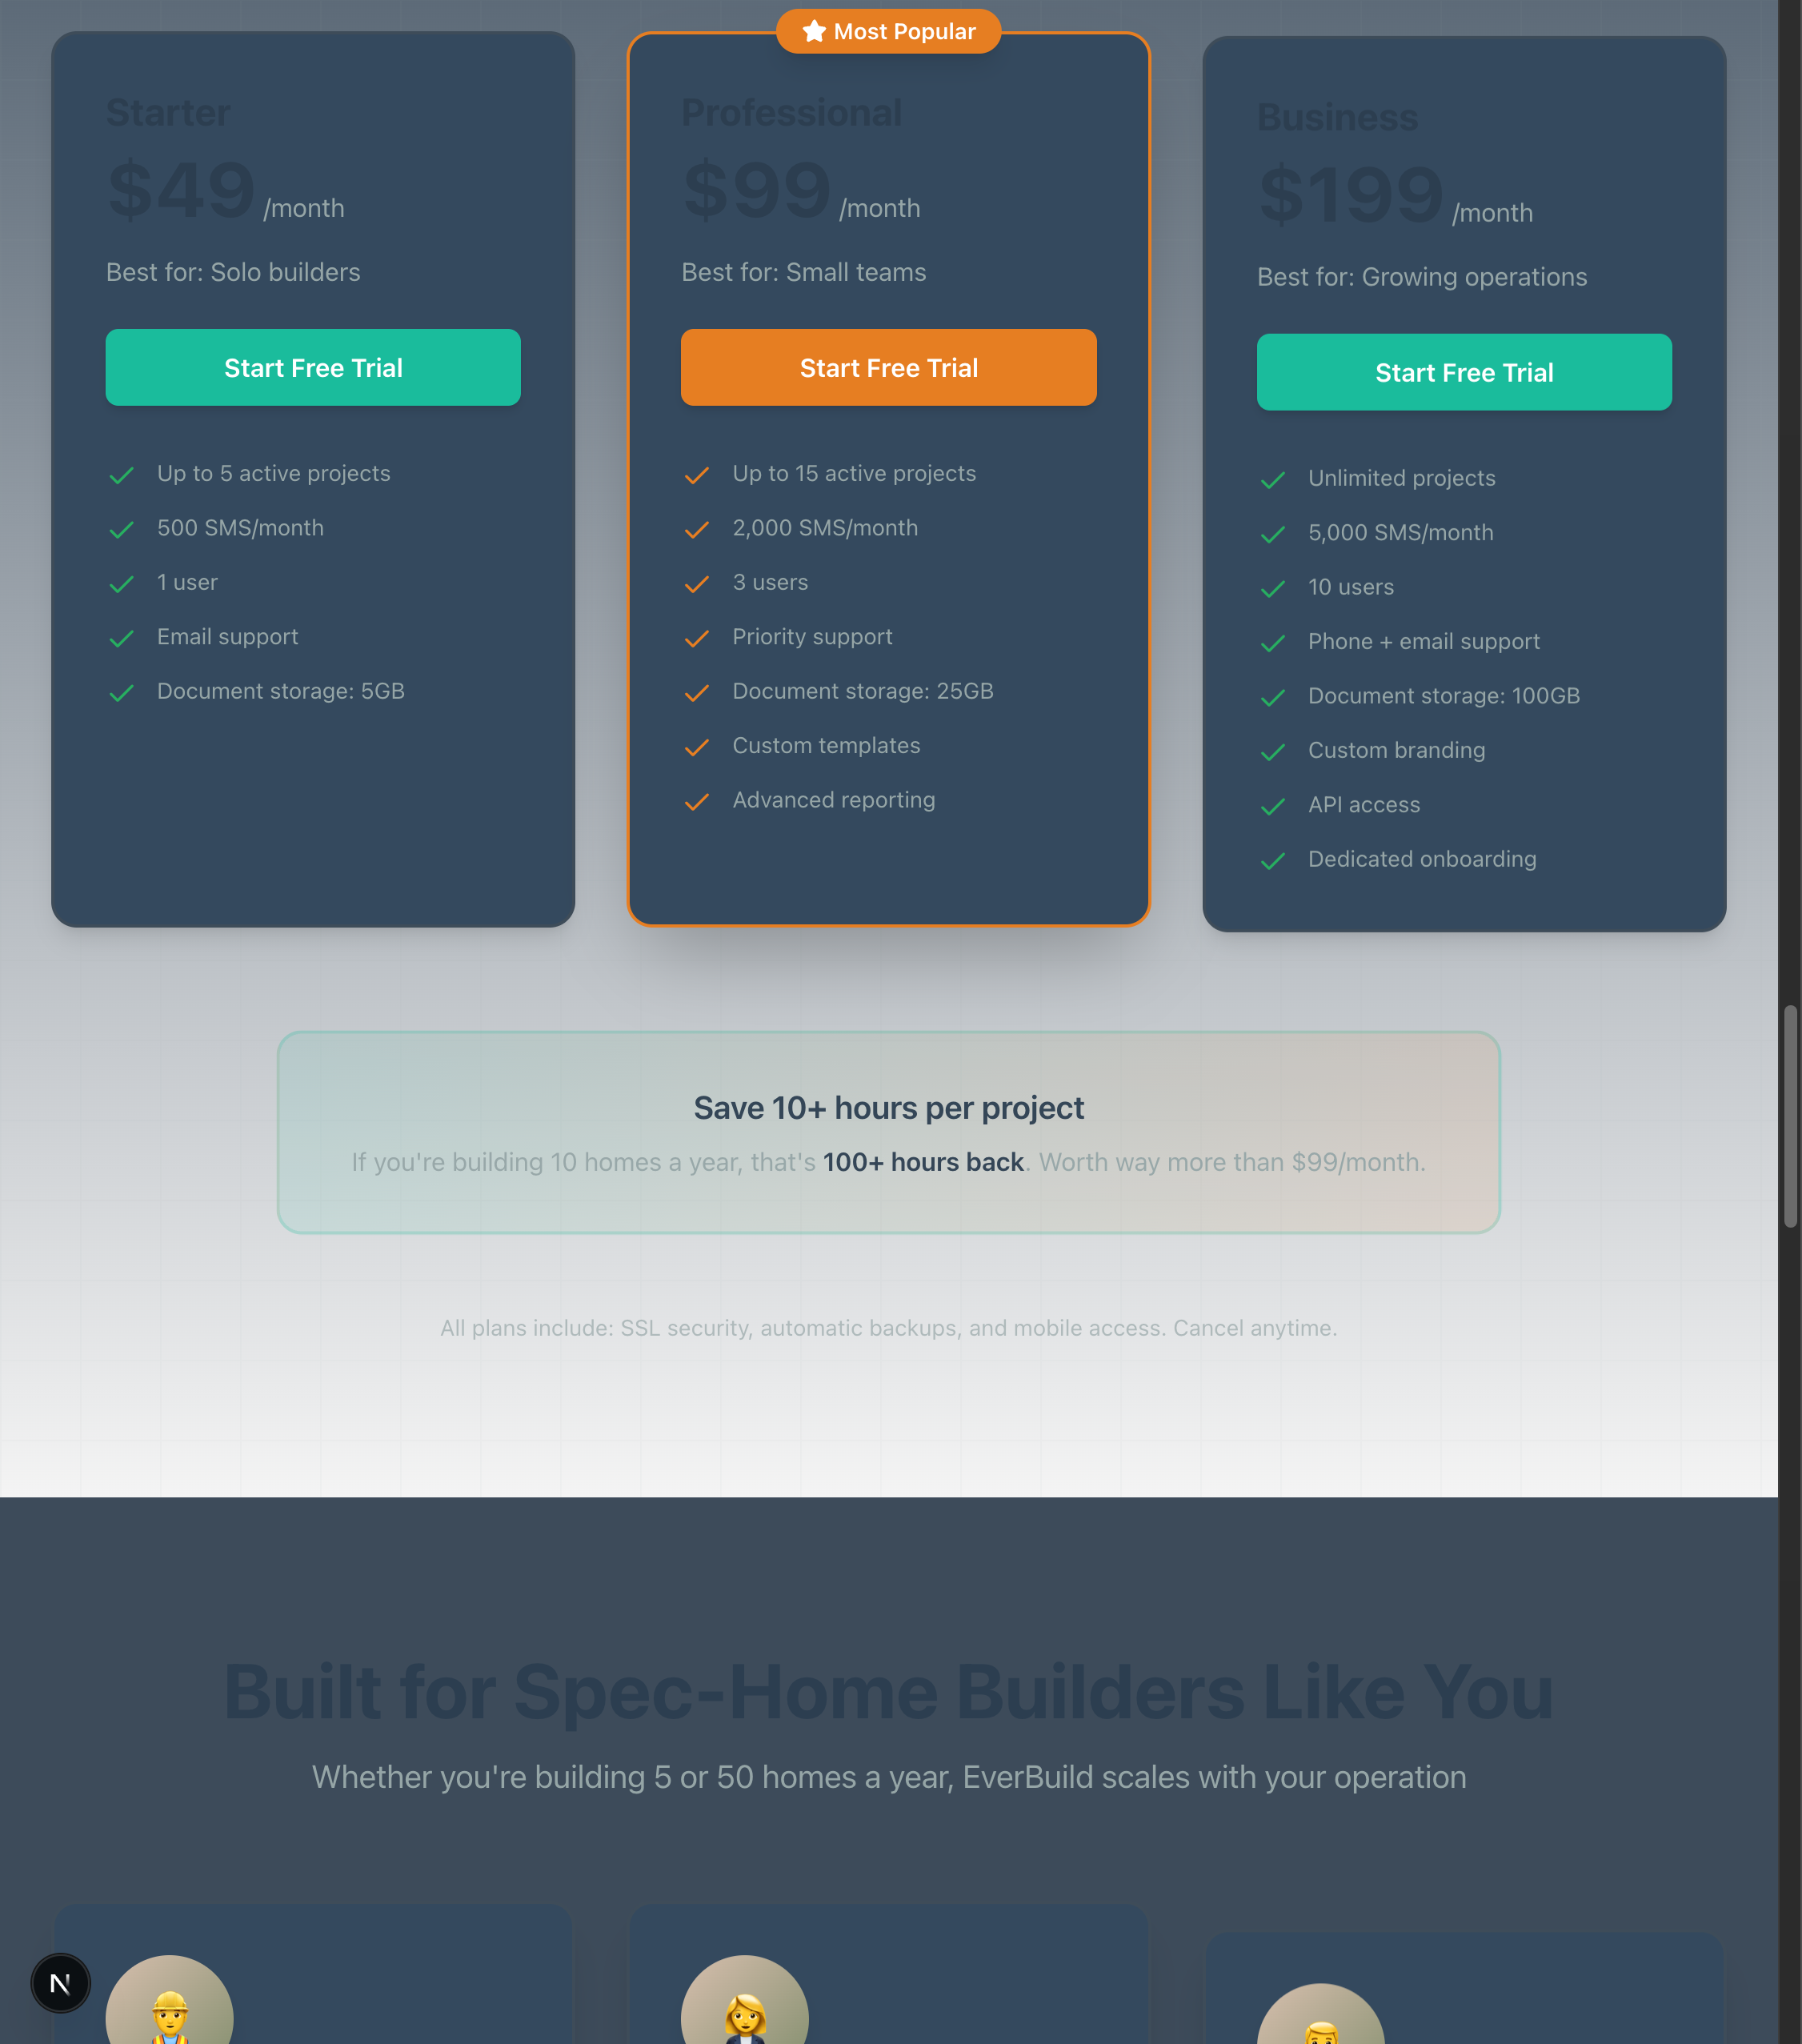 Most Popular
Starter
$49 /month
Best for: Solo builders
Start Free Trial
Up to 5 active projects
500 SMS/month
1 user
Email support
Document storage: 5GB
Professional
$99 /month
Best for: Small teams
Start Free Trial
Up to 15 active projects
2,000 SMS/month
3 users
Priority support
Document storage: 25GB
Custom templates
Advanced reporting
Business
$199 /month
Best for: Growing operations
Start Free Trial
Unlimited projects
5,000 SMS/month
10 users
Phone + email support
Document storage: 100GB
Custom branding
API access
Dedicated onboarding
Save 10+ hours per project
If you're building 10 homes a year, that's 100+ hours back. Worth way more than $99/month.
All plans include: SSL security, automatic backups, and mobile access. Cancel anytime.
Built for Spec-Home Builders Like You
Whether you're building 5 or 50 homes a year, EverBuild scales with your operation
N